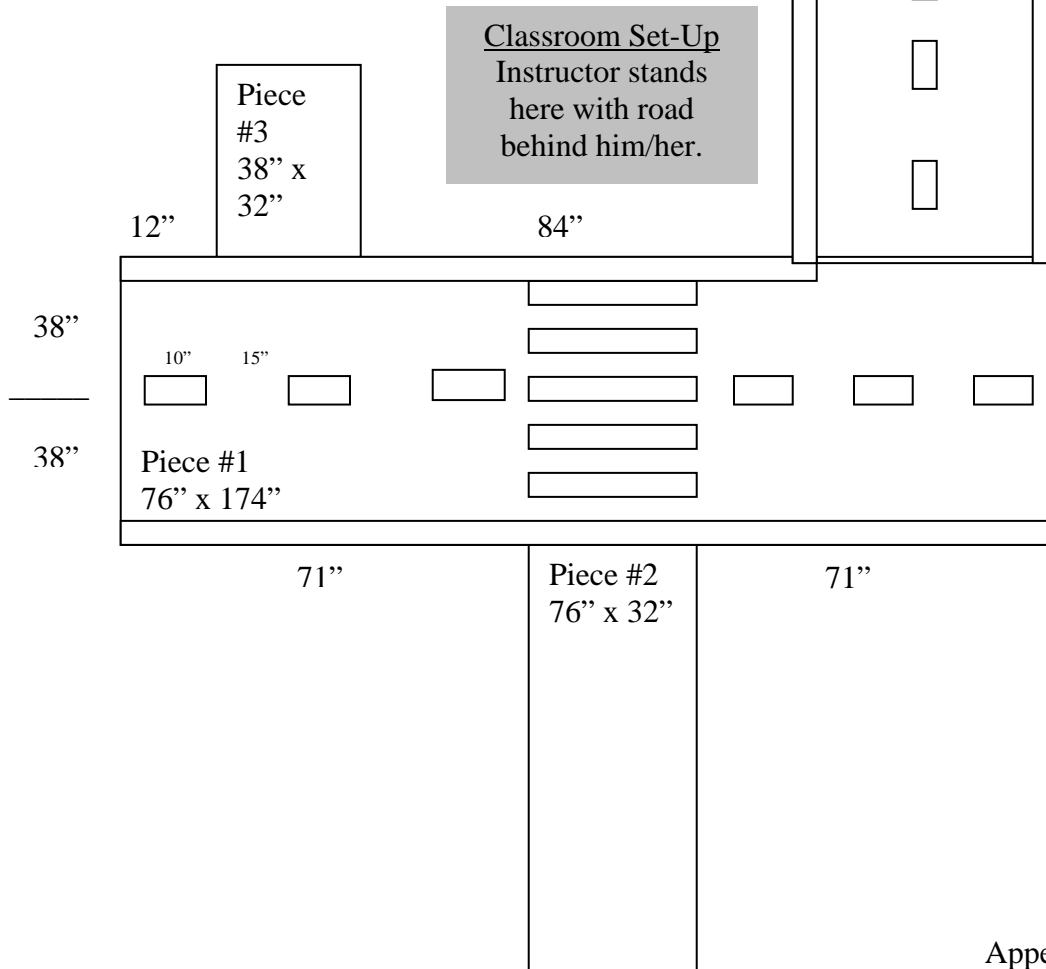 Classroom Set-Up
Instructor stands
here with road
behind him/her.
Piece
#3
38” x
32”
12”
84”
38”
10”
15”
38”
Piece #1
76” x 174”
71”
Piece #2
76” x 32”
71”